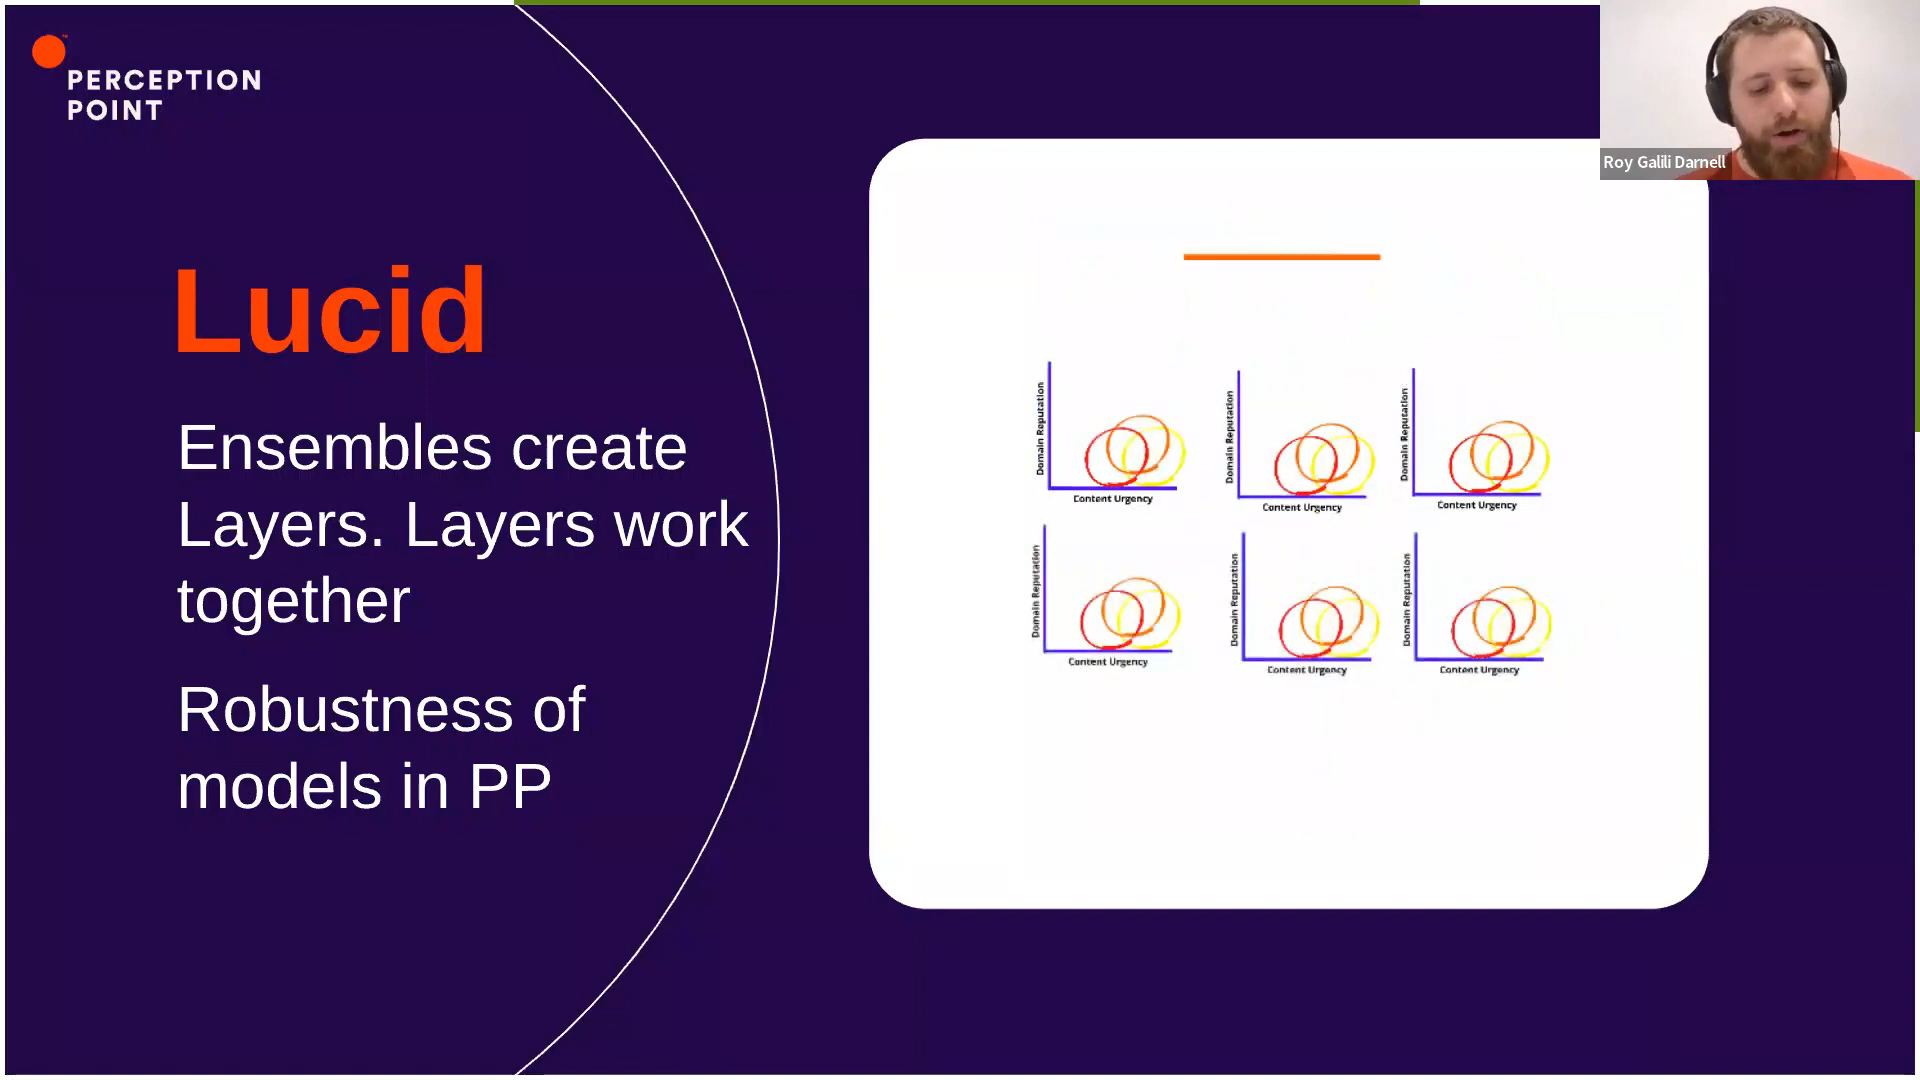 PERCEPTION
POINT
Roy Galili Darnell
Lucid
Ensembles create
Layers. Layers work
together
Robustness of
models in PP
Domain Reputation
Content Urgency
Domain Reputation
Content Urgency
Domain Reputation
Content Urgency
Domain Reputation
Content Urgency
Domain Reputation
Content Urgency
Domain Reputation
Content Urgency